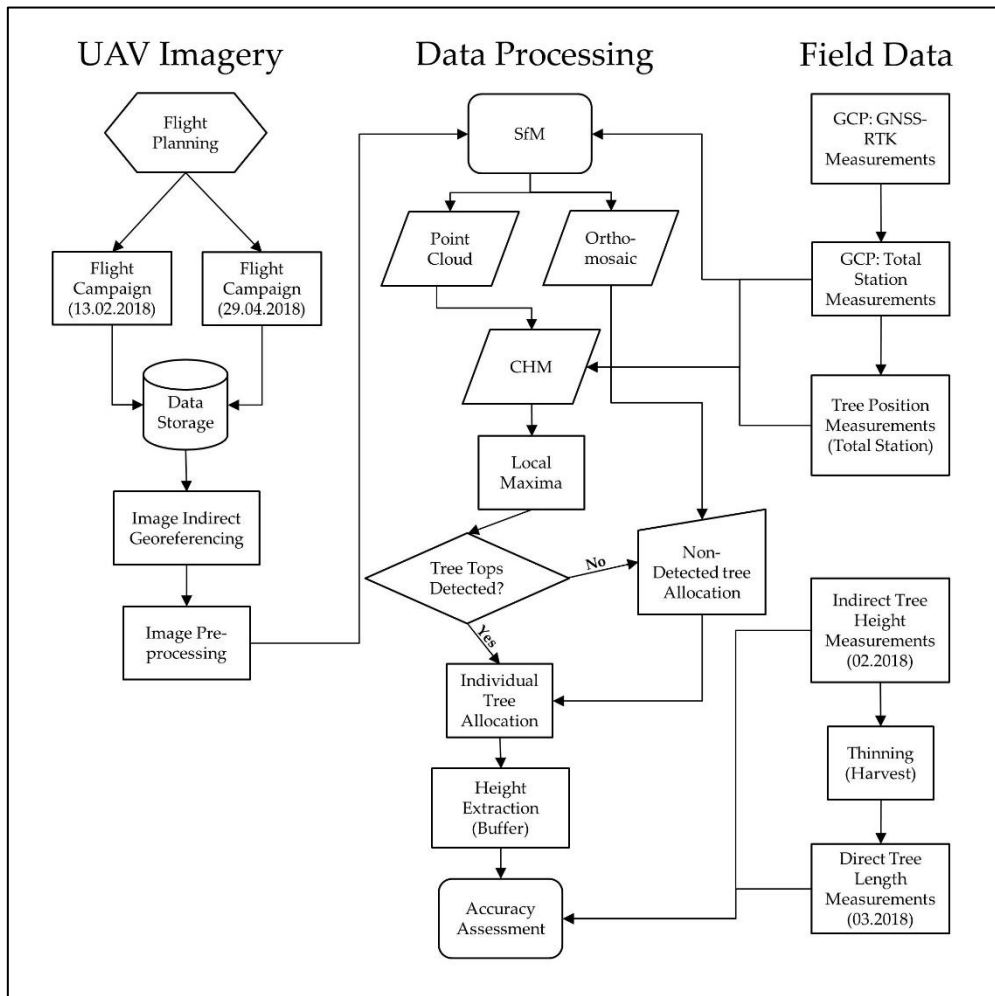 UAV Imagery
Flight
Planning
Flight
Campaign
(13.02.2018)
Flight
Campaign
(29.04.2018)
Data
Storage
Image Indirect
Georeferencing
Image Pre-
processing
Data Processing
SfM
Point
Cloud
Ortho-
mosaic
CHM
Local
Maxima
Tree Tops
Detected?
No
Yes
Non-
Detected tree
Allocation
Individual
Tree
Allocation
Height
Extraction
(Buffer)
Accuracy
Assessment
Field Data
GCP: GNSS-
RTK
Measurements
GCP: Total
Station
Measurements
Tree Position
Measurements
(Total Station)
Indirect Tree
Height
Measurements
(02.2018)
Thinning
(Harvest)
Direct Tree
Length
Measurements
(03.2018)